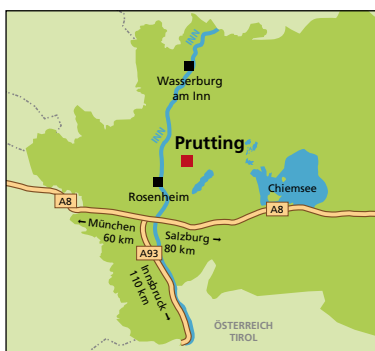 INN
Wasserburg
am Inn
INN
Prutting
Chiemsee
Rosenheim
A8
A8
← München
60 km
Salzburg →
80 km
A93
Innsbruck →
110 km
ÖSTERREICH
TIROL